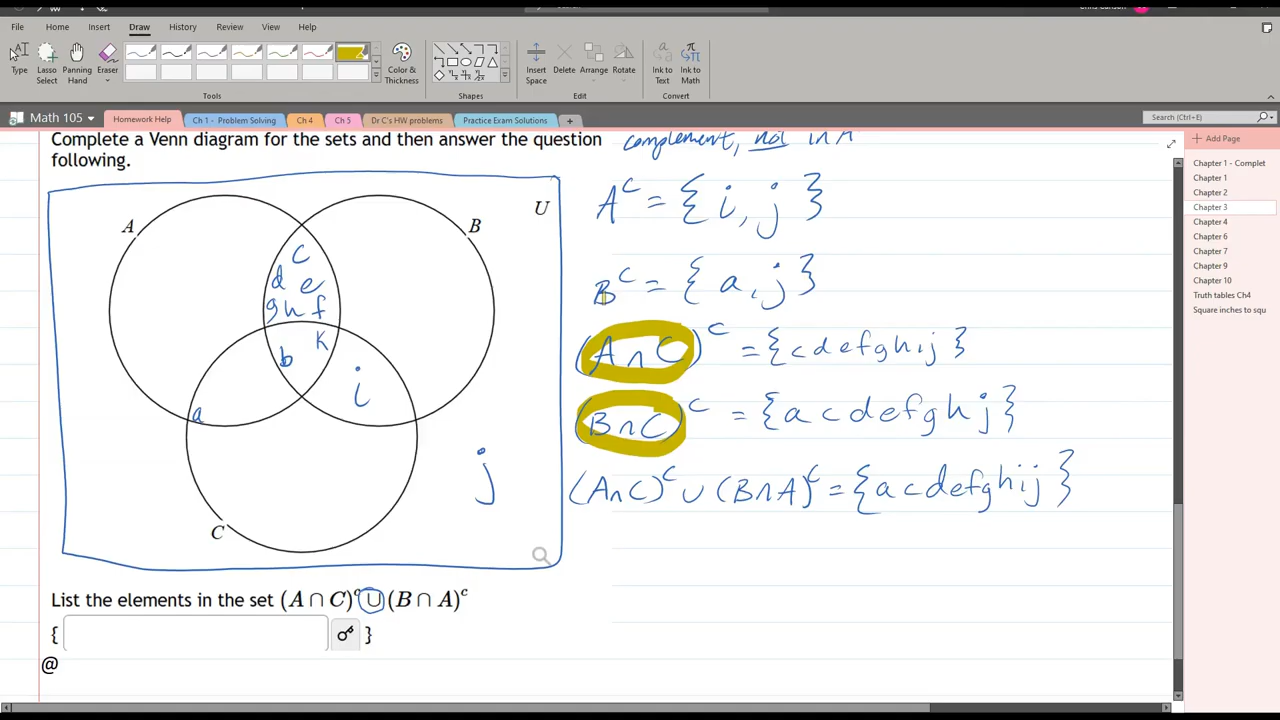 File Home Insert Draw History Review View Help
Type Lasso Select Panning Hand Eraser Color & Thickness Insert Space Delete Arrange Rotate Ink to Text Ink to Math
Tools Shapes Edit Convert
Math 105 Homework Help Ch 1 - Problem Solving Ch 4 Ch 5 Dr C's HW problems Practice Exam Solutions + Search (Ctrl+E)
Add Page
Chapter 1 - Complet
Chapter 1
Chapter 2
Chapter 3
Chapter 4
Chapter 6
Chapter 7
Chapter 9
Chapter 10
Truth tables Ch4
Square inches to squ
Complete a Venn diagram for the sets and then answer the question
following.
complement, not in A
A^c = { i, j }
B^c = { a, j }
(A ∩ C)^c = { c d e f g h i j }
(B ∩ C)^c = { a c d e f g h j }
(A ∩ C)^c ∪ (B ∩ A)^c = { a c d e f g h i j }
U
A
B
c
d e
g h f
k
b
i
a
j
C
List the elements in the set (A ∩ C)^c ∪ (B ∩ A)^c
{ }
@